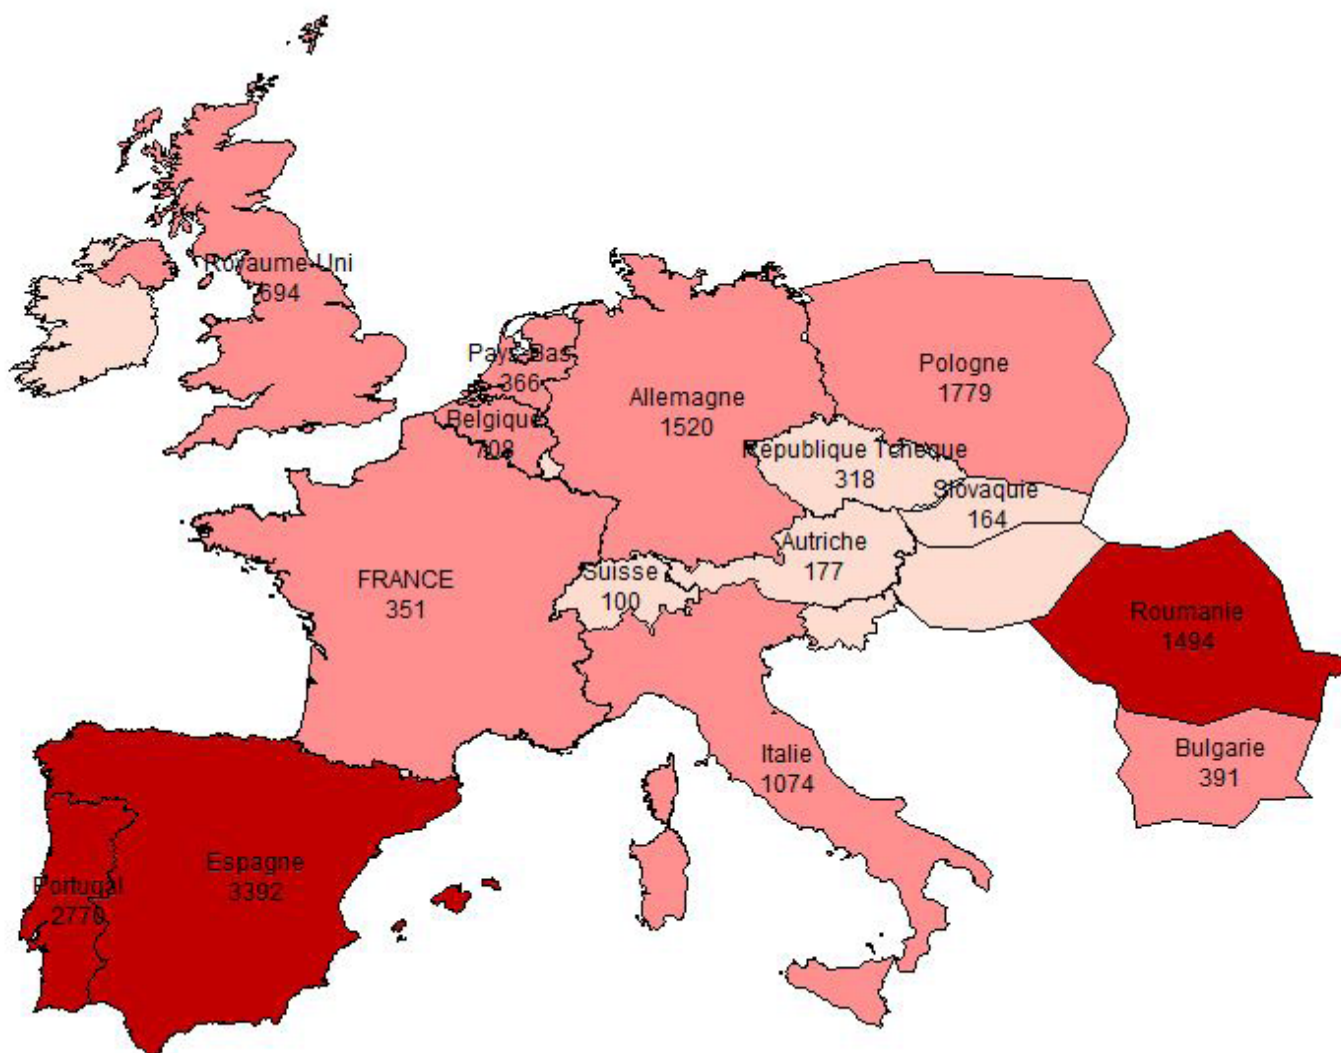 Royaume-Uni
694
Pays-Bas
366
Belgique
708
Allemagne
1520
Pologne
1779
République Tchèque
318
Slovaquie
164
Autriche
177
Suisse
100
FRANCE
351
Roumanie
1494
Bulgarie
391
Italie
1074
Espagne
3392
Portugal
2770